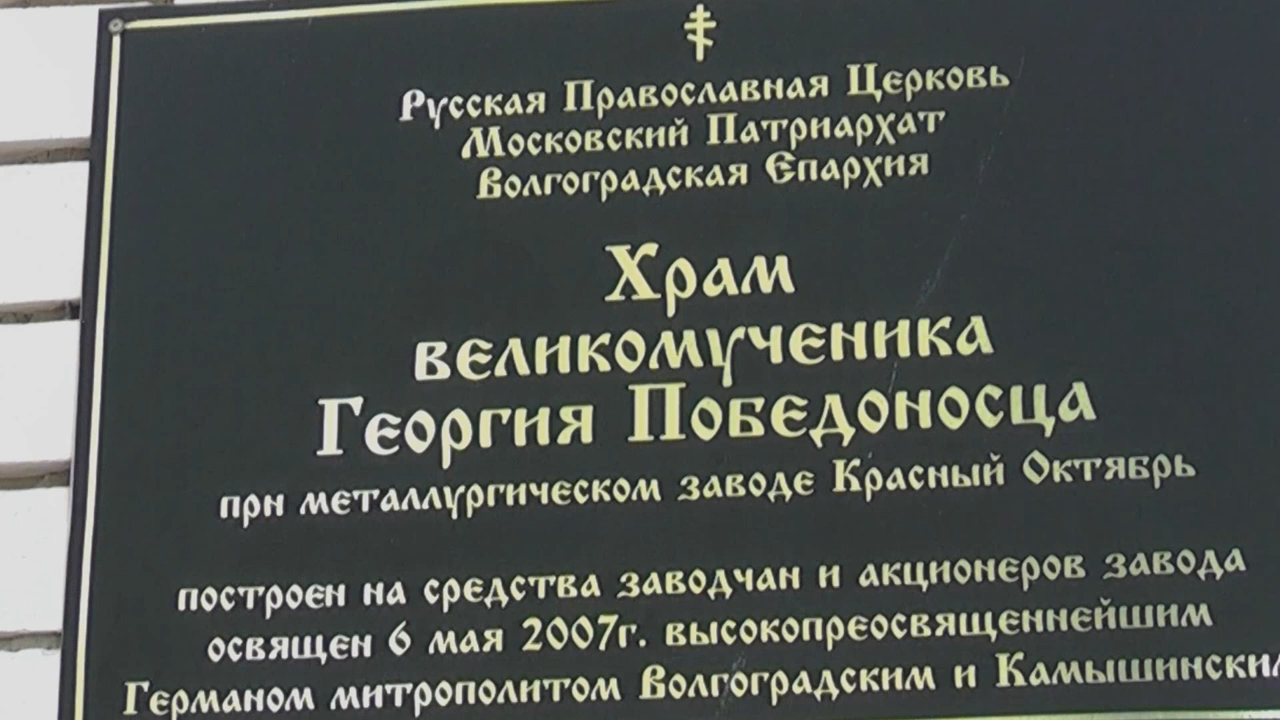 Русская Православная Церковь
Московский Патриархат
Волгоградская Епархия
Храм
великомученика
Георгия Победоносца
при металлургическом заводе Красный Октябрь
построен на средства заводчан и акционеров завода
освящен 6 мая 2007г. высокопреосвященнейшим
Германом митрополитом Волгоградским и Камышинским